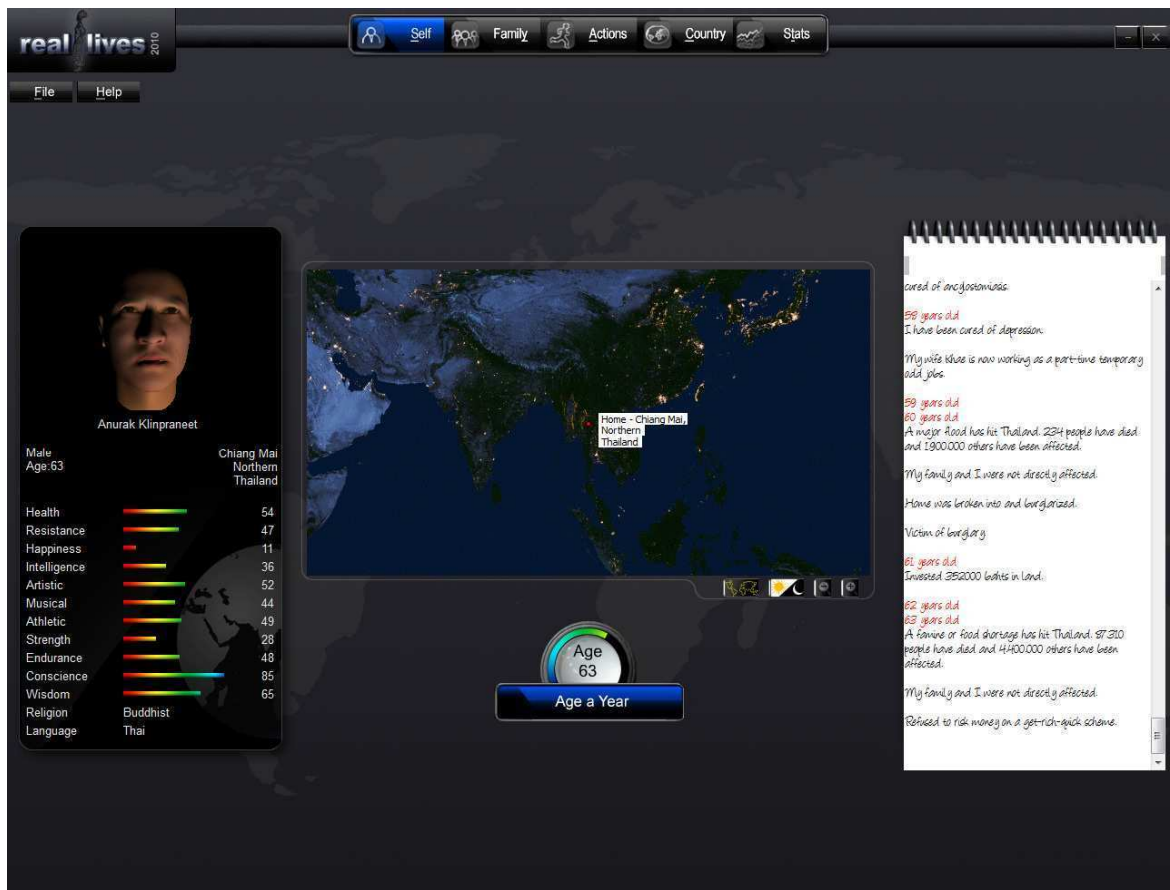 real lives 2010
Self Family Actions Country Stats
File Help
Anurak Klinpraneet
Male Chiang Mai
Age:63 Northern
Thailand
Health 54
Resistance 47
Happiness 11
Intelligence 36
Artistic 52
Musical 44
Athletic 49
Strength 28
Endurance 48
Conscience 85
Wisdom 65
Religion Buddhist
Language Thai
Home - Chiang Mai,
Northern
Thailand
Age
63
Age a Year
cured of ancylostomiasis.
58 years old
I have been cured of depression.
My wife Khae is now working as a part-time temporary
odd jobs.
59 years old
60 years old
A major flood has hit Thailand. 234 people have died
and 1900000 others have been affected.
My family and I were not directly affected.
Home was broken into and burglarized.
Victim of burglary
61 years old
Invested 352000 bahts in land.
62 years old
63 years old
A famine or food shortage has hit Thailand. 87310
people have died and 4400000 others have been
affected.
My family and I were not directly affected.
Refused to risk money on a get-rich-quick scheme.